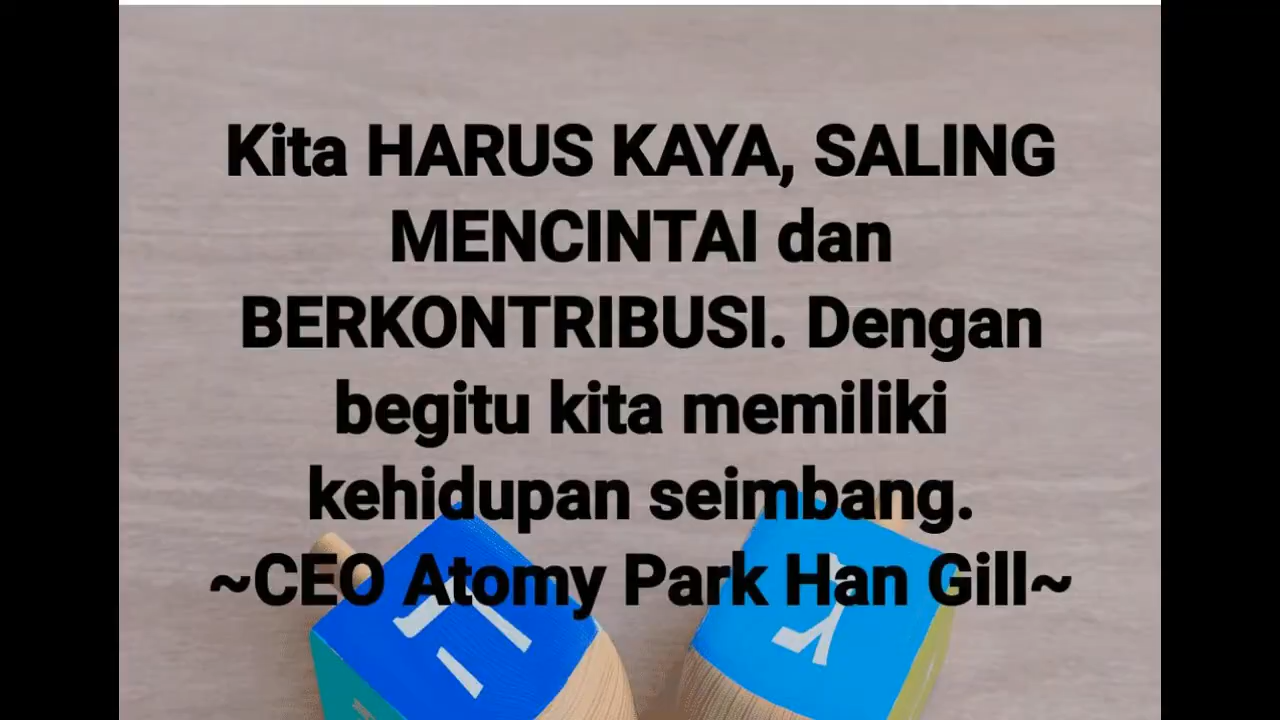 Kita HARUS KAYA, SALING
MENCINTAI dan
BERKONTRIBUSI. Dengan
begitu kita memiliki
kehidupan seimbang.
~CEO Atomy Park Han Gill~
ה
נ